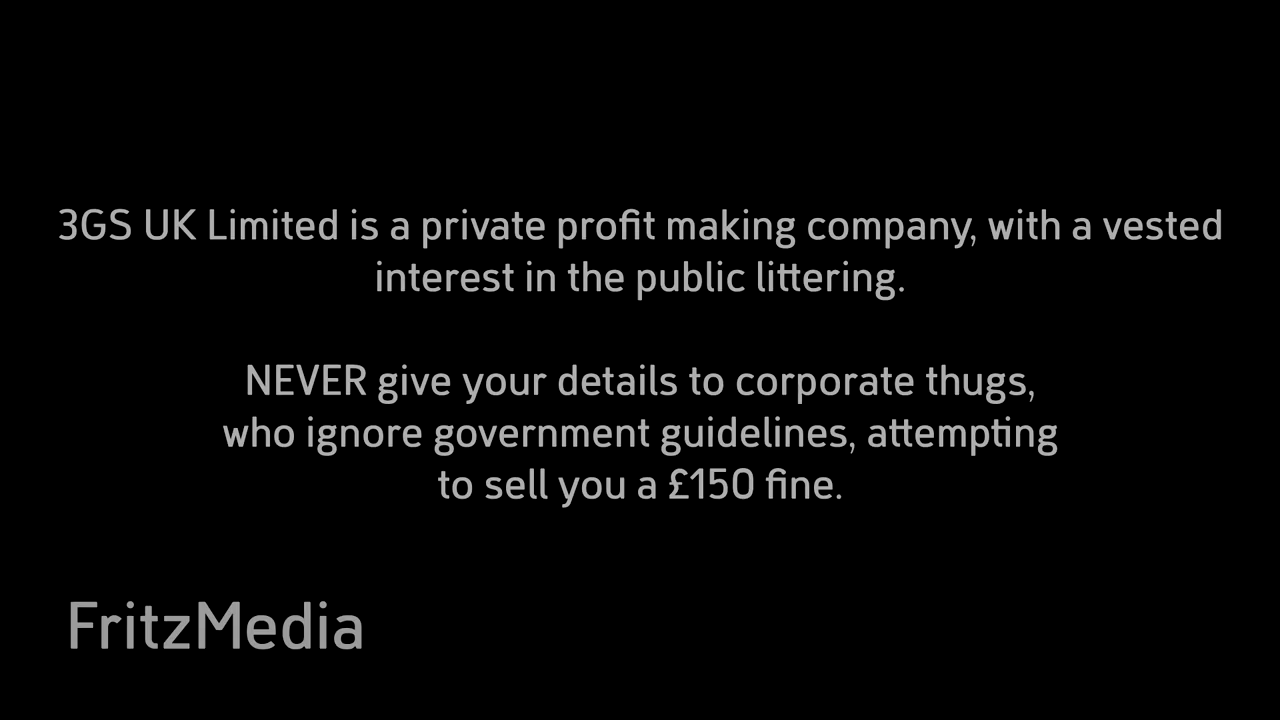 3GS UK Limited is a private profit making company, with a vested
interest in the public littering.
NEVER give your details to corporate thugs,
who ignore government guidelines, attempting
to sell you a £150 fine.
FritzMedia